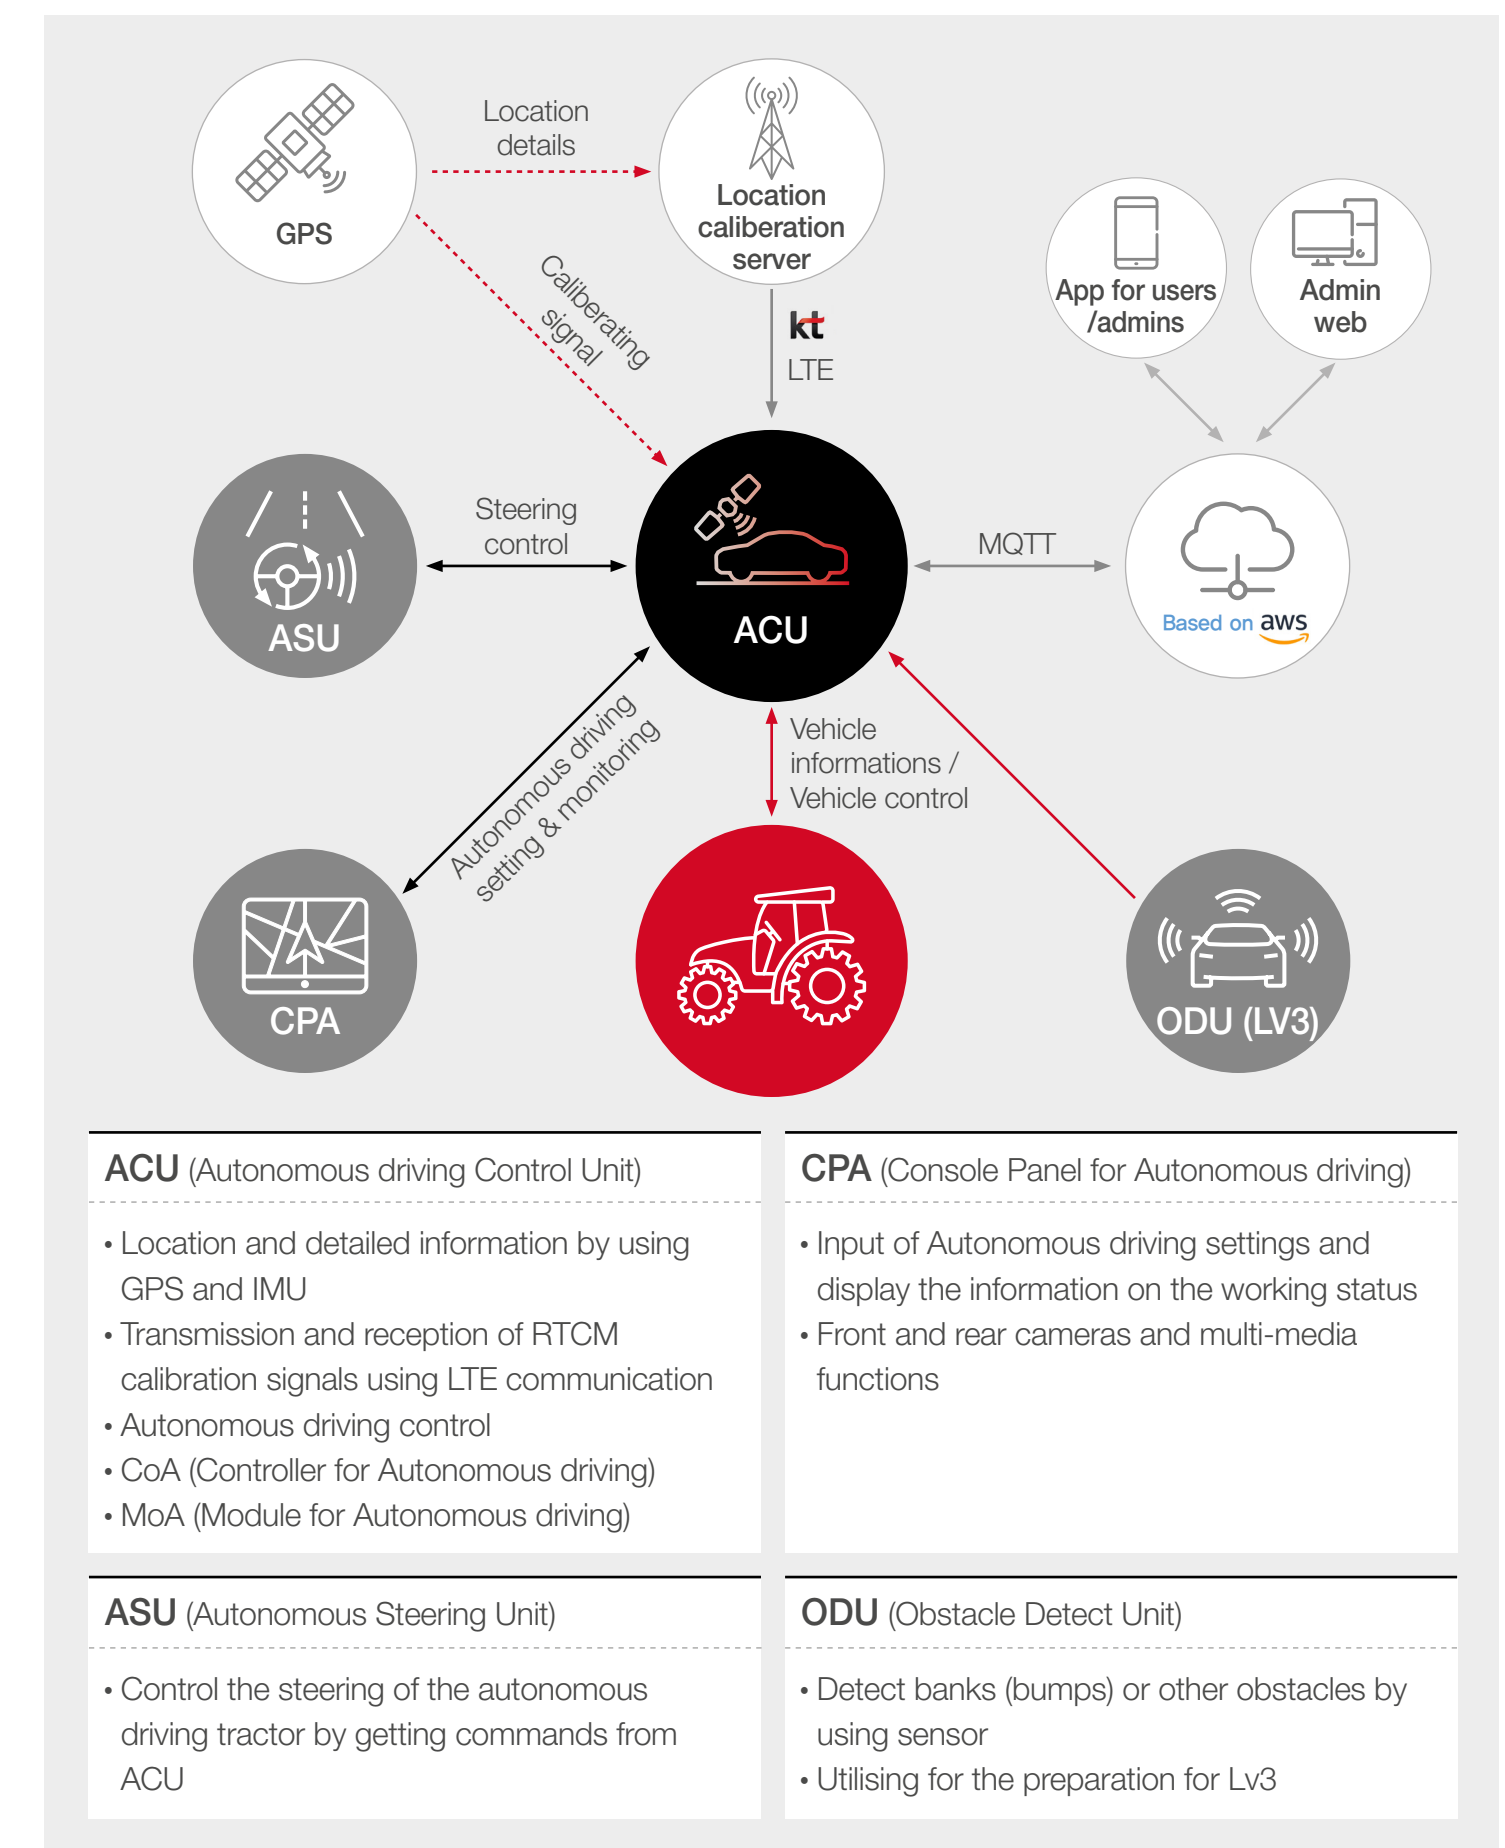 Location
details
GPS
Location
caliberation
server
Caliberating
signal
kt
LTE
App for users
/admins
Admin
web
Steering
control
ASU
ACU
MQTT
Based on aws
Autonomous driving
setting & monitoring
Vehicle
informations /
Vehicle control
CPA
ODU (LV3)
ACU (Autonomous driving Control Unit)
• Location and detailed information by using
GPS and IMU
• Transmission and reception of RTCM
calibration signals using LTE communication
• Autonomous driving control
• CoA (Controller for Autonomous driving)
• MoA (Module for Autonomous driving)
CPA (Console Panel for Autonomous driving)
• Input of Autonomous driving settings and
display the information on the working status
• Front and rear cameras and multi-media
functions
ASU (Autonomous Steering Unit)
• Control the steering of the autonomous
driving tractor by getting commands from
ACU
ODU (Obstacle Detect Unit)
• Detect banks (bumps) or other obstacles by
using sensor
• Utilising for the preparation for Lv3